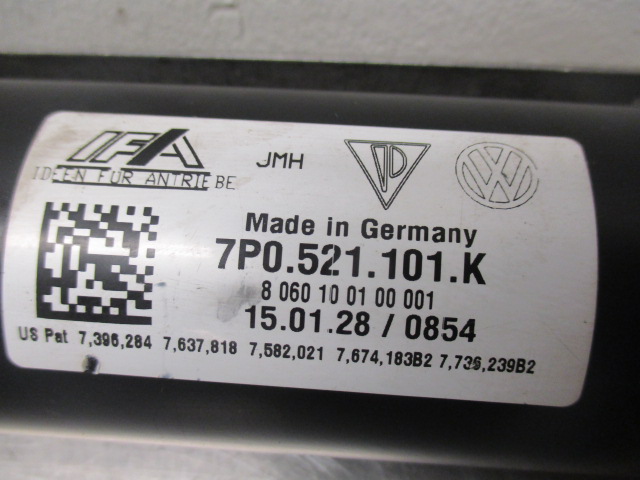 IFA
IDEEN FÜR ANTRIEBE
JMH
Made in Germany
7P0.521.101.K
8 060 10 01 00 001
15.01.28 / 0854
US Pat 7,396,284 7,637,818 7,582,021 7,674,183B2 7,736,239B2